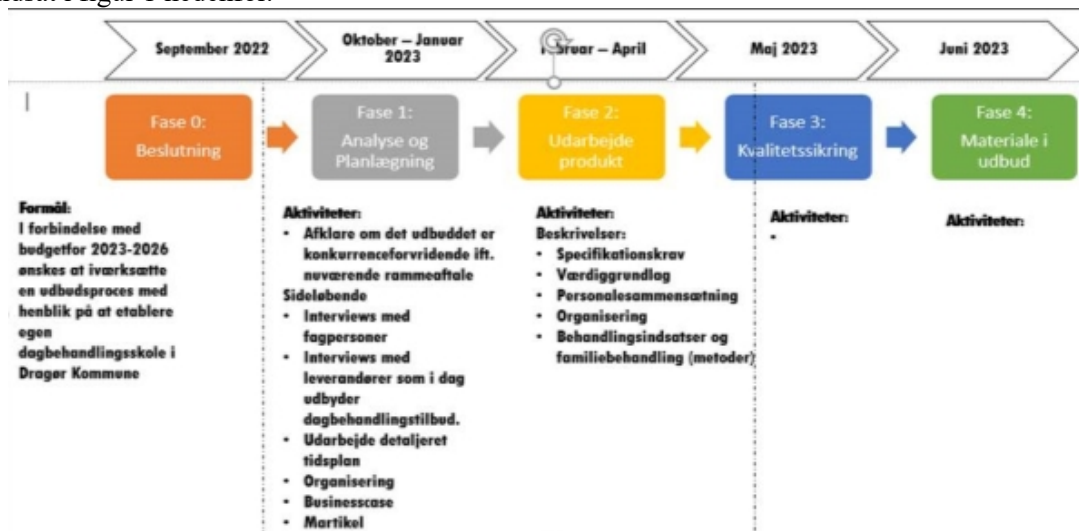 September 2022
Oktober – Januar
2023
bruar – April
Maj 2023
Juni 2023
Fase 0:
Beslutning
Fase 1:
Analyse og
Planlægning
Fase 2:
Udarbejde
produkt
Fase 3:
Kvalitetssikring
Fase 4:
Materiale i
udbud
Formål:
I forbindelse med
budgetfor 2023-2026
ønskes at iværksætte
en udbudsproces med
henblik på at etablere
egen
dagbehandlingsskole i
Dragør Kommune
Aktiviteter:
• Afklare om det udbuddet er
konkurrenceforvridende ift.
nuværende rammeaftale
Sideløbende
• Interviews med
fagpersoner
• Interviews med
leverandører som i dag
udbyder
dagbehandlingstilbud.
• Udarbejde detaljeret
tidsplan
• Organisering
• Businesscase
• Martikel
Aktiviteter:
Beskrivelser:
• Specifikationskrav
• Værdiggrundlag
• Personalesammensætning
• Organisering
• Behandlingsindsatser og
familiebehandling (metoder)
Aktiviteter:
•
Aktiviteter: